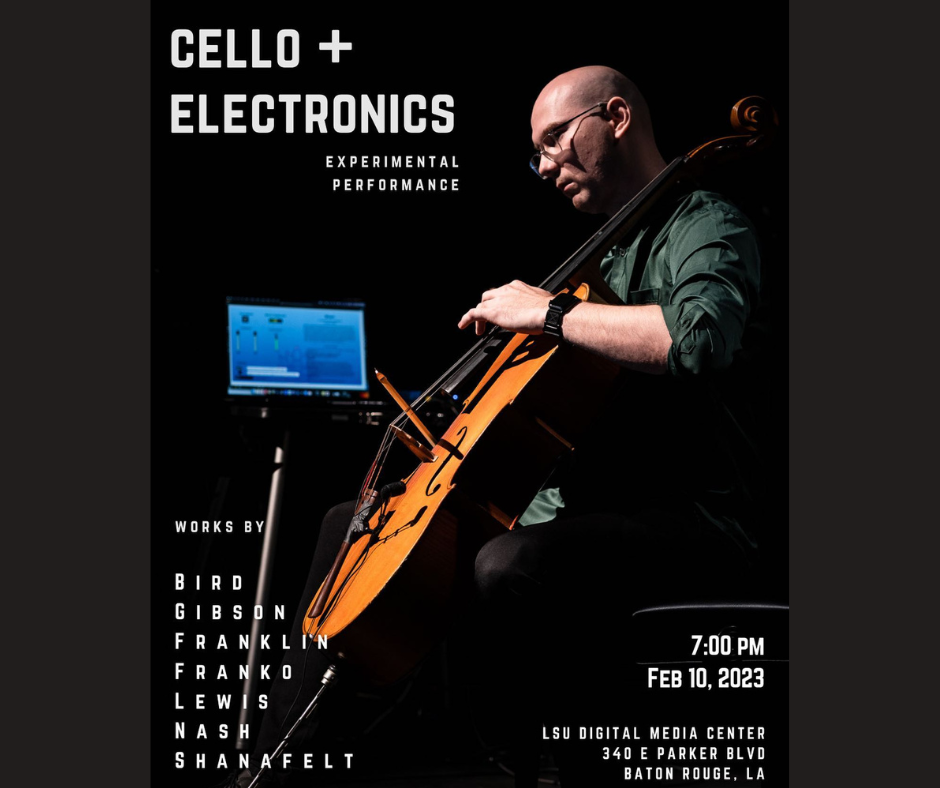 CELLO +
ELECTRONICS
EXPERIMENTAL
PERFORMANCE
WORKS BY
BIRD
GIBSON
FRANKLIN
FRANKO
LEWIS
NASH
SHANAFELT
7:00 PM
FEB 10, 2023
LSU DIGITAL MEDIA CENTER
340 E PARKER BLVD
BATON ROUGE, LA